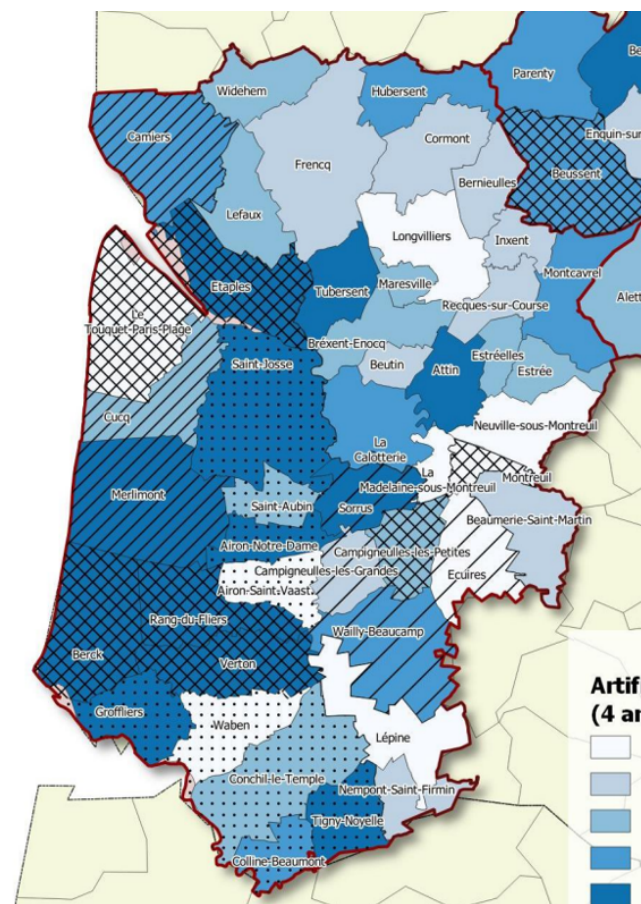 Be
Parenty
Widehem
Hubersent
Camiers
Cormont
Enquin-sur
Frencq
Beussent
Bernieulles
Lefaux
Longvilliers
Inxent
Montcavrel
Etaples
Maresville
Tubersent
Alett
Recques-sur-Course
Le
Touquet-Paris-Plage
Bréxent-Enocq
Estréelles
Saint-Josse
Beutin
Attin
Estrée
Cucq
Neuville-sous-Montreuil
La
Calotterie
La
Madelaine-sous-Montreuil
Montreuil
Merlimont
Saint-Aubin
Sorrus
Beaumerie-Saint-Martin
Airon-Notre-Dame
Campigneulles-les-Petites
Campigneulles-les-Grandes
Ecuires
Airon-Saint-Vaast
Rang-du-Fliers
Wailly-Beaucamp
Berck
Verton
Groffliers
Waben
Lépine
Artifi
(4 an
Conchil-le-Temple
Nempont-Saint-Firmin
Tigny-Noyelle
Colline-Beaumont